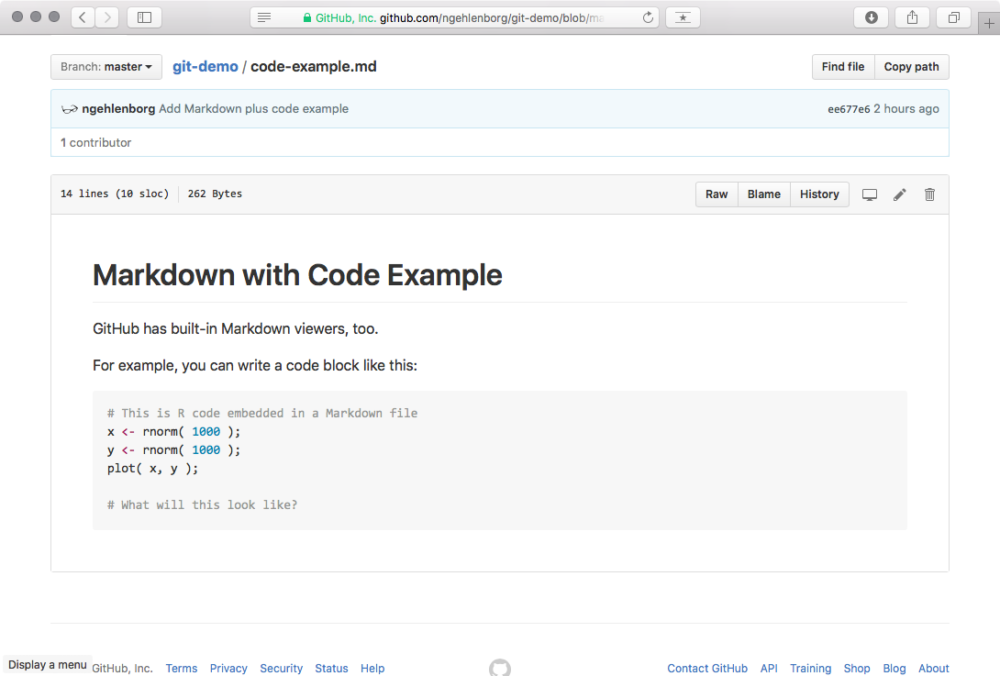 GitHub, Inc. github.com/ngehlenborg/git-demo/blob/ma
Branch: master git-demo / code-example.md Find file Copy path
ngehlenborg Add Markdown plus code example ee677e6 2 hours ago
1 contributor
14 lines (10 sloc) 262 Bytes Raw Blame History
Markdown with Code Example
GitHub has built-in Markdown viewers, too.
For example, you can write a code block like this:
# This is R code embedded in a Markdown file
x <- rnorm( 1000 );
y <- rnorm( 1000 );
plot( x, y );
# What will this look like?
Display a menu GitHub, Inc. Terms Privacy Security Status Help Contact GitHub API Training Shop Blog About